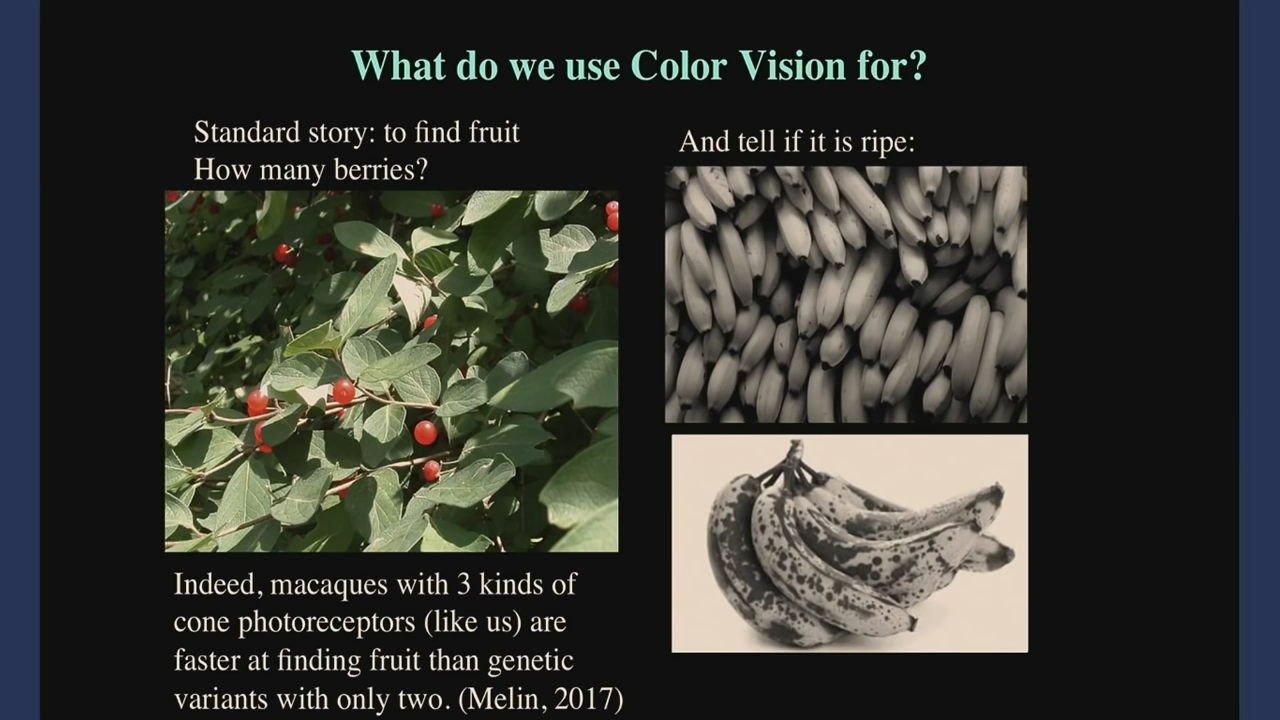 What do we use Color Vision for?
Standard story: to find fruit
How many berries?
And tell if it is ripe:
Indeed, macaques with 3 kinds of
cone photoreceptors (like us) are
faster at finding fruit than genetic
variants with only two. (Melin, 2017)